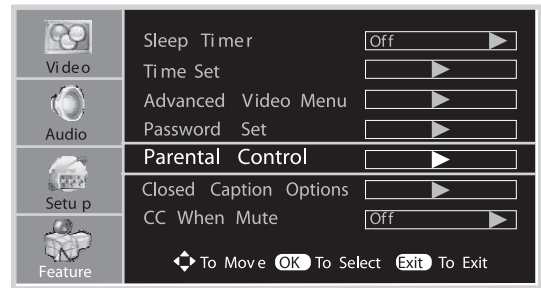 Video
Audio
Setup
Feature
Sleep Timer Off
Time Set
Advanced Video Menu
Password Set
Parental Control
Closed Caption Options
CC When Mute Off
To Move OK To Select Exit To Exit